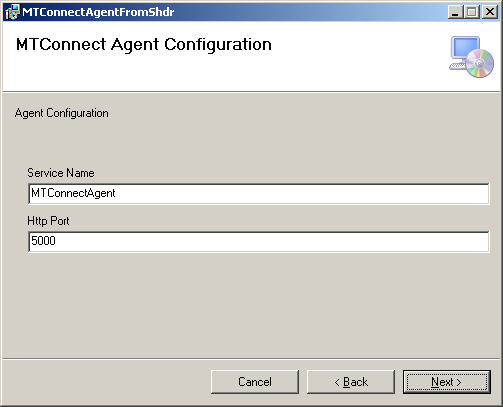 MTConnectAgentFromShdr
MTConnect Agent Configuration
Agent Configuration
Service Name
MTConnectAgent
Http Port
5000
Cancel
< Back
Next >